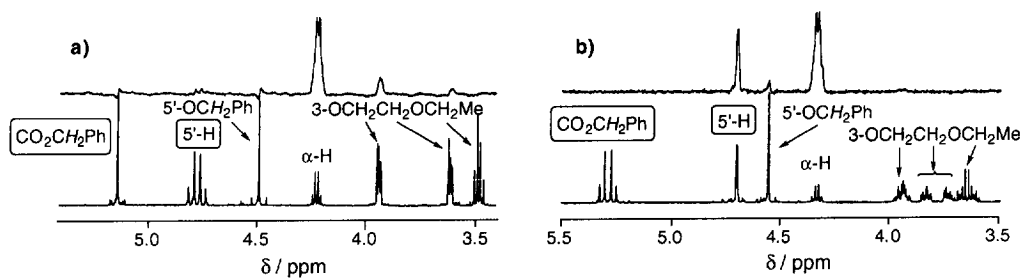 a)
5'-OCH₂Ph
3-OCH₂CH₂OCH₂Me
CO₂CH₂Ph
5'-H
α-H
5.0 4.5 4.0 3.5
δ / ppm
b)
5'-OCH₂Ph
CO₂CH₂Ph
5'-H
3-OCH₂CH₂OCH₂Me
α-H
5.5 5.0 4.5 4.0 3.5
δ / ppm